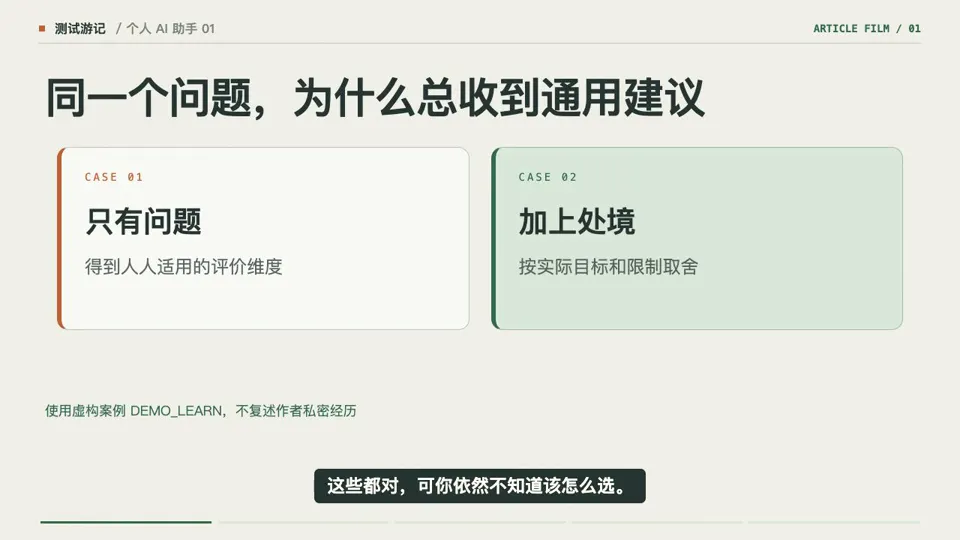 测试游记 / 个人 AI 助手 01
ARTICLE FILM / 01
同一个问题，为什么总收到通用建议
CASE 01
只有问题
得到人人适用的评价维度
CASE 02
加上处境
按实际目标和限制取舍
使用虚构案例 DEMO_LEARN，不复述作者私密经历
这些都对，可你依然不知道该怎么选。